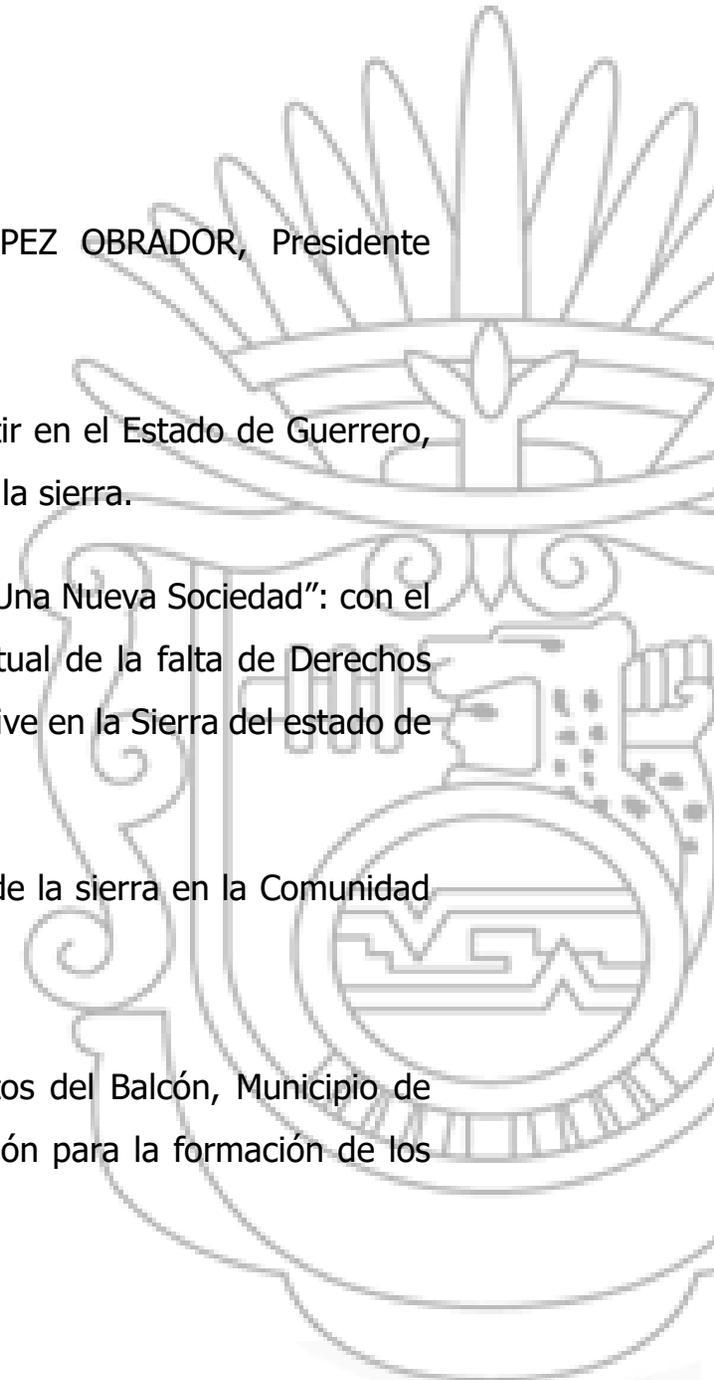 PEZ OBRADOR, Presidente
tir en el Estado de Guerrero,
la sierra.
Una Nueva Sociedad”: con el
tual de la falta de Derechos
ive en la Sierra del estado de
de la sierra en la Comunidad
tos del Balcón, Municipio de
ón para la formación de los